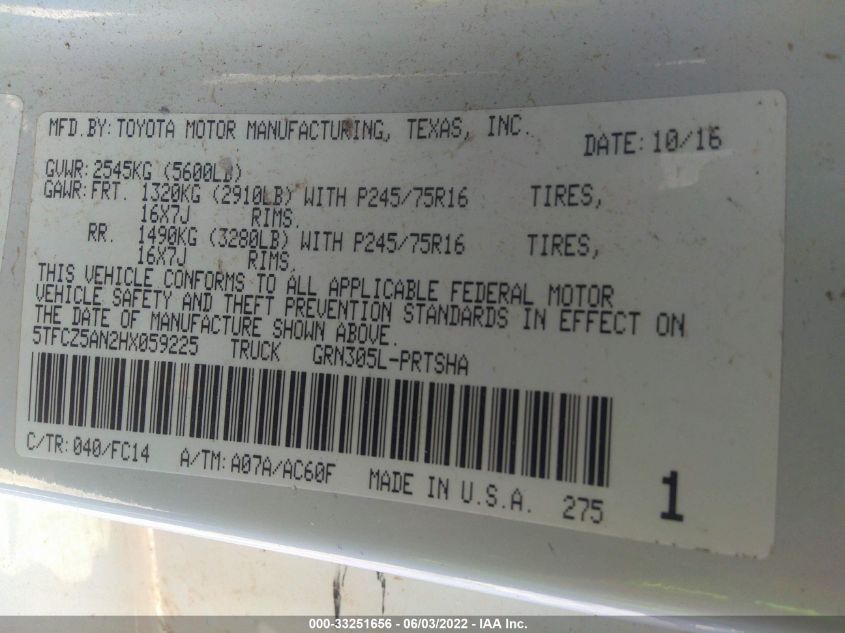 MFD.BY: TOYOTA MOTOR MANUFACTURING, TEXAS, INC. DATE: 10/16
GVWR: 2545KG (5600LB)
GAWR: FRT. 1320KG (2910LB) WITH P245/75R16 TIRES,
16X7J RIMS,
RR. 1490KG (3280LB) WITH P245/75R16 TIRES,
16X7J RIMS,
THIS VEHICLE CONFORMS TO ALL APPLICABLE FEDERAL MOTOR
VEHICLE SAFETY AND THEFT PREVENTION STANDARDS IN EFFECT ON
THE DATE OF MANUFACTURE SHOWN ABOVE.
5TFCZ5AN2HX059225 TRUCK GRN305L-PRTSHA
C/TR: 040/FC14 A/TM: A07A/AC60F MADE IN U.S.A. 275 1
000-33251656 - 06/03/2022 - IAA Inc.